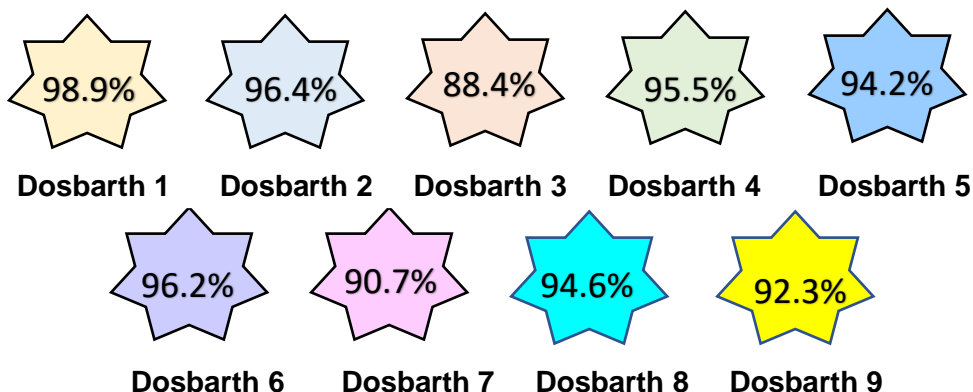 98.9% 96.4% 88.4% 95.5% 94.2%
Dosbarth 1 Dosbarth 2 Dosbarth 3 Dosbarth 4 Dosbarth 5
96.2% 90.7% 94.6% 92.3%
Dosbarth 6 Dosbarth 7 Dosbarth 8 Dosbarth 9